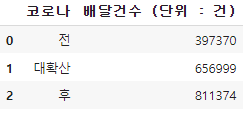 코로나 배달건수 (단위 : 건)
0 전 397370
1 대확산 656999
2 후 811374